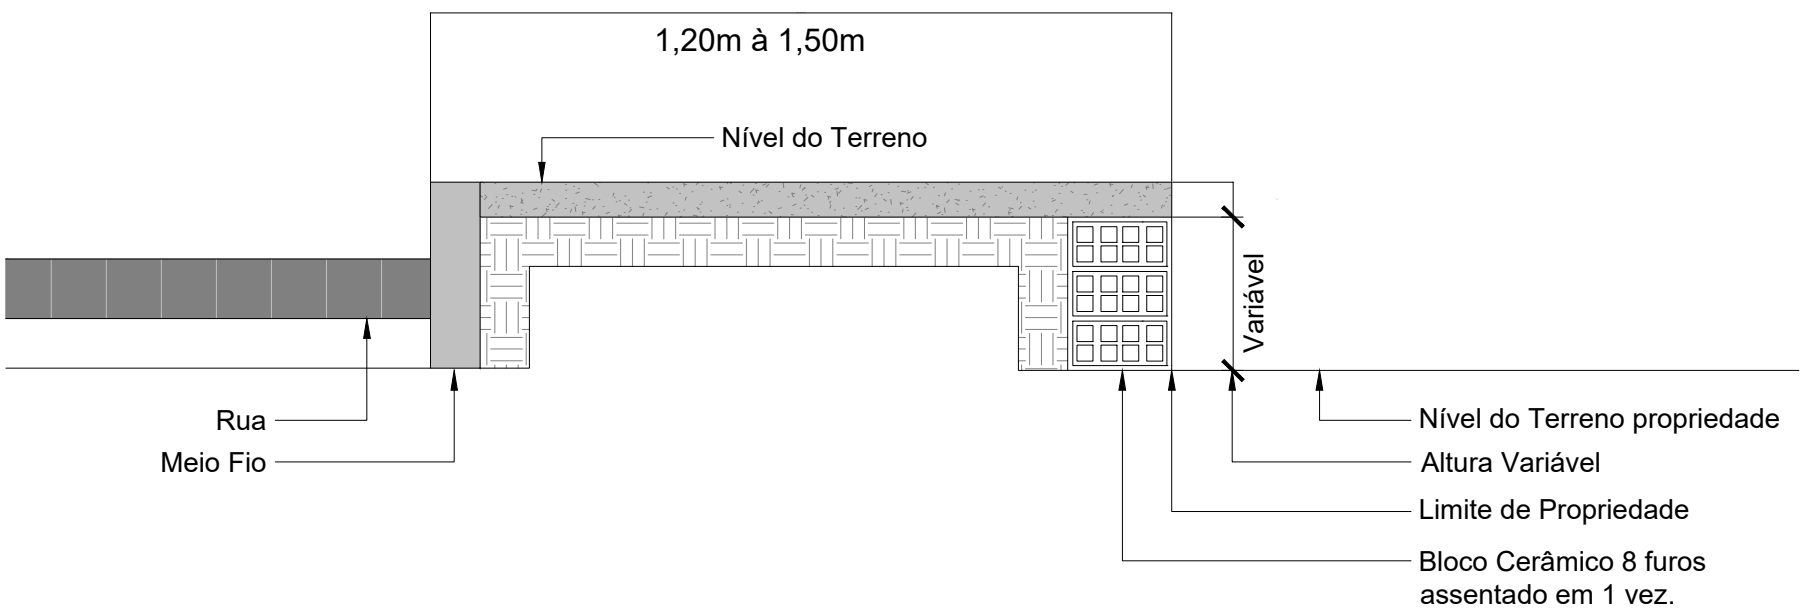 1,20m à 1,50m
Nível do Terreno
Variável
Rua
Meio Fio
Nível do Terreno propriedade
Altura Variável
Limite de Propriedade
Bloco Cerâmico 8 furos
assentado em 1 vez.